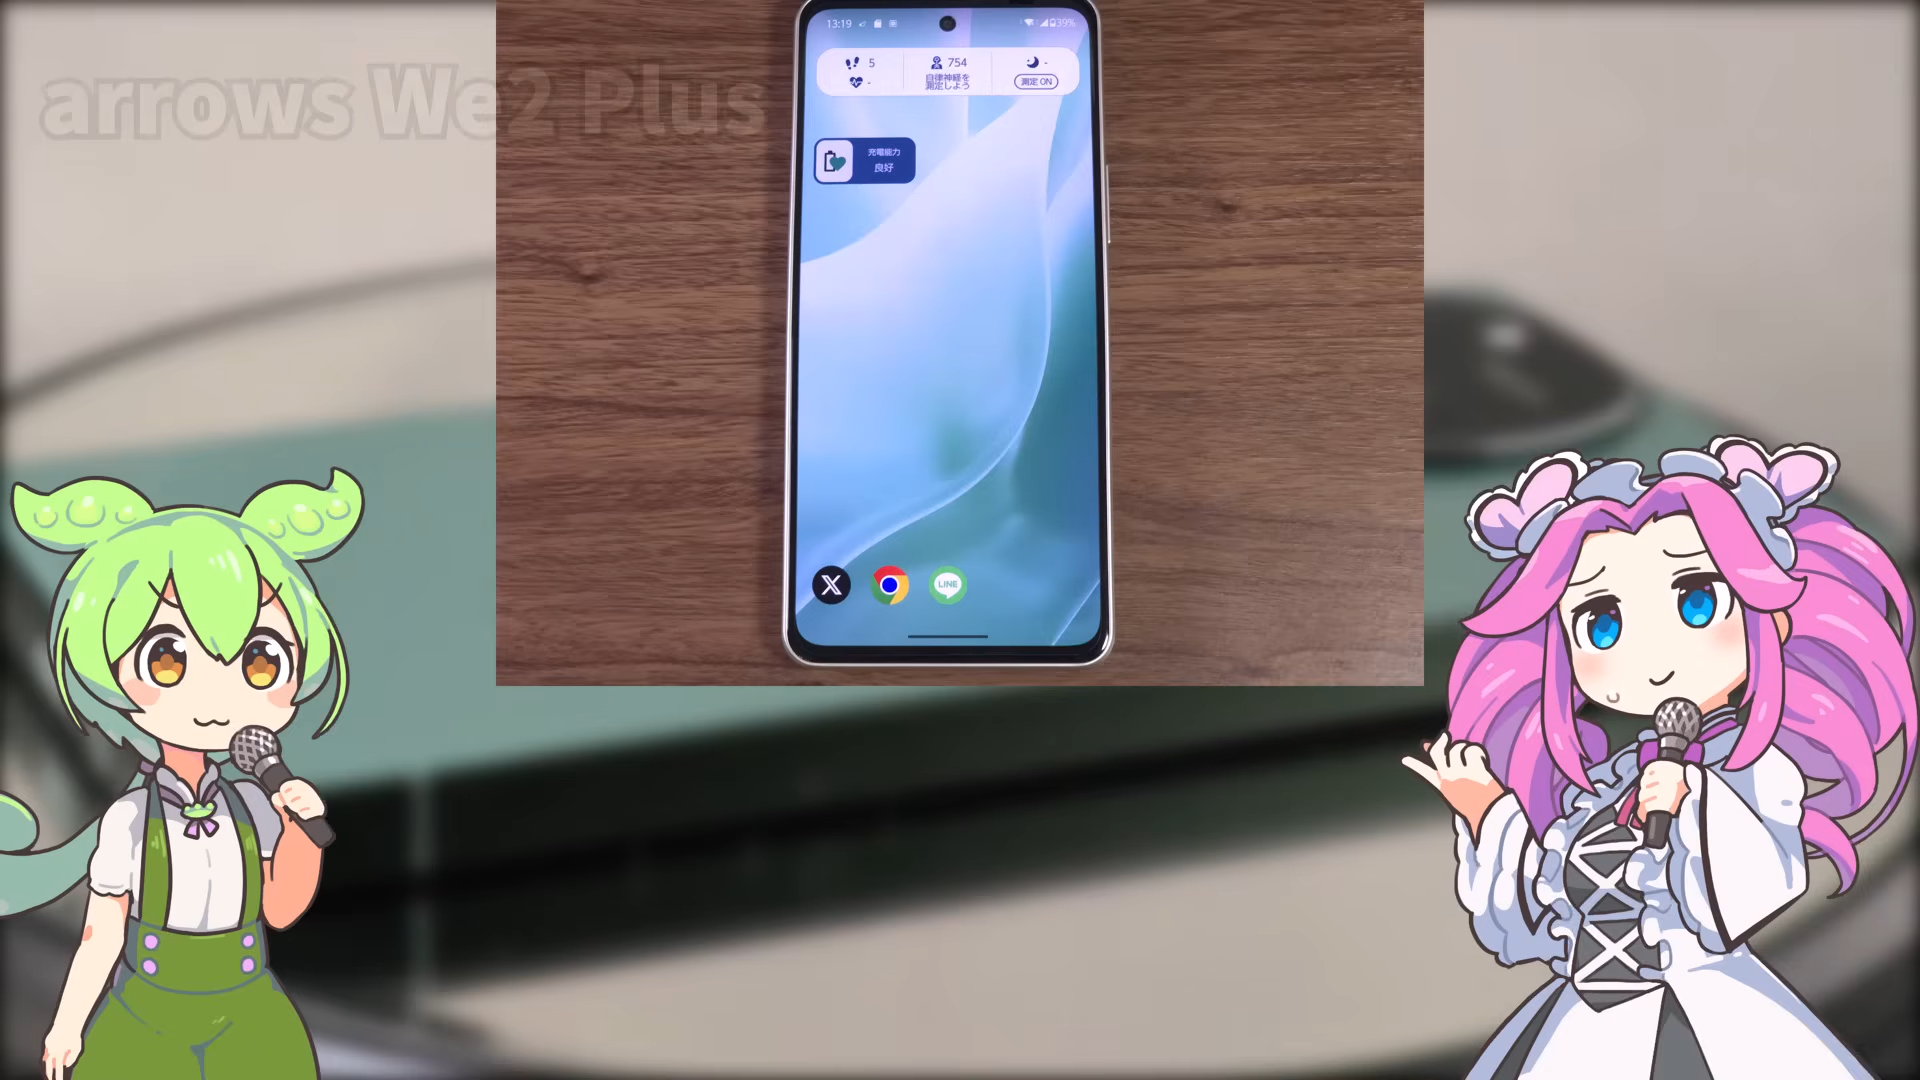 arrows We2 Plus
13:19
39%
5
754
-
-
自律神経を
測定しよう
測定 ON
充電能力
良好
X
LINE